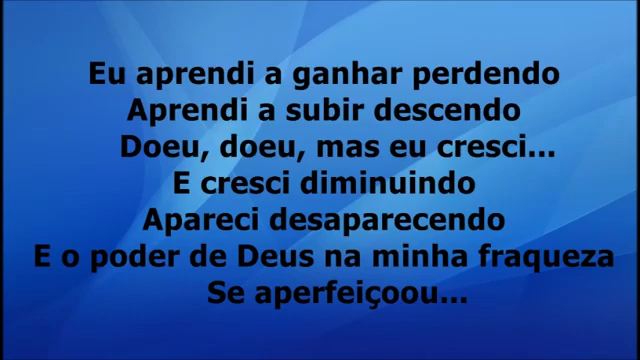 Eu aprendi a ganhar perdendo
Aprendi a subir descendo
Doeu, doeu, mas eu cresci...
E cresci diminuindo
Apareci desaparecendo
E o poder de Deus na minha fraqueza
Se aperfeiçoou...